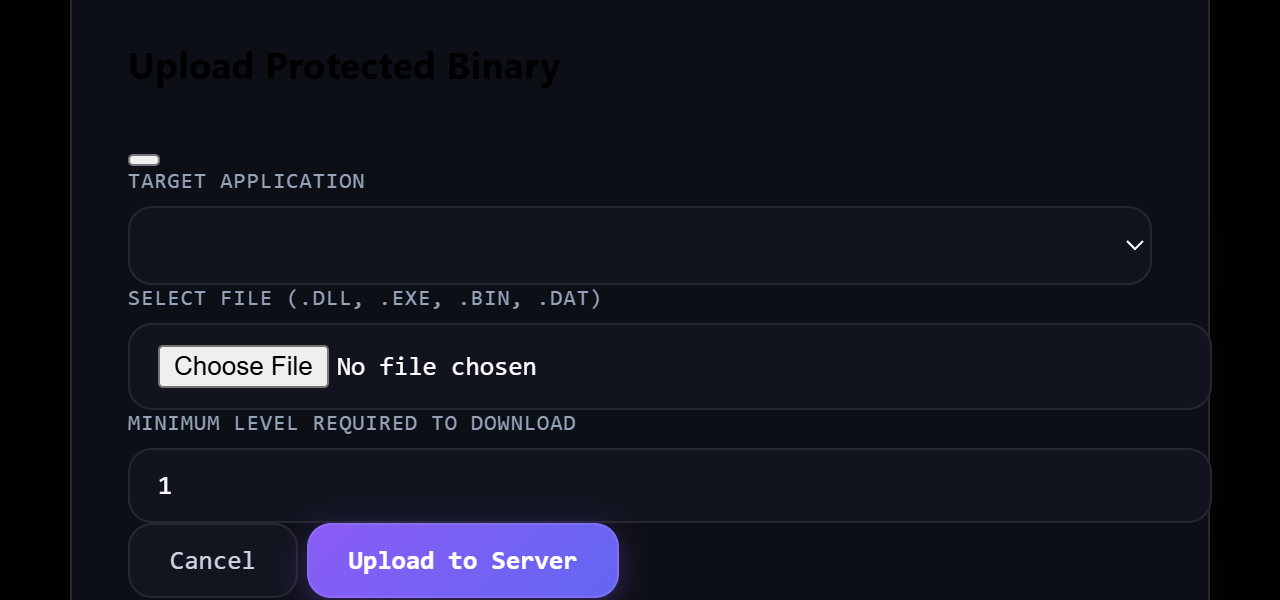 Upload Protected Binary
TARGET APPLICATION
SELECT FILE (.DLL, .EXE, .BIN, .DAT)
Choose File No file chosen
MINIMUM LEVEL REQUIRED TO DOWNLOAD
1
Cancel Upload to Server